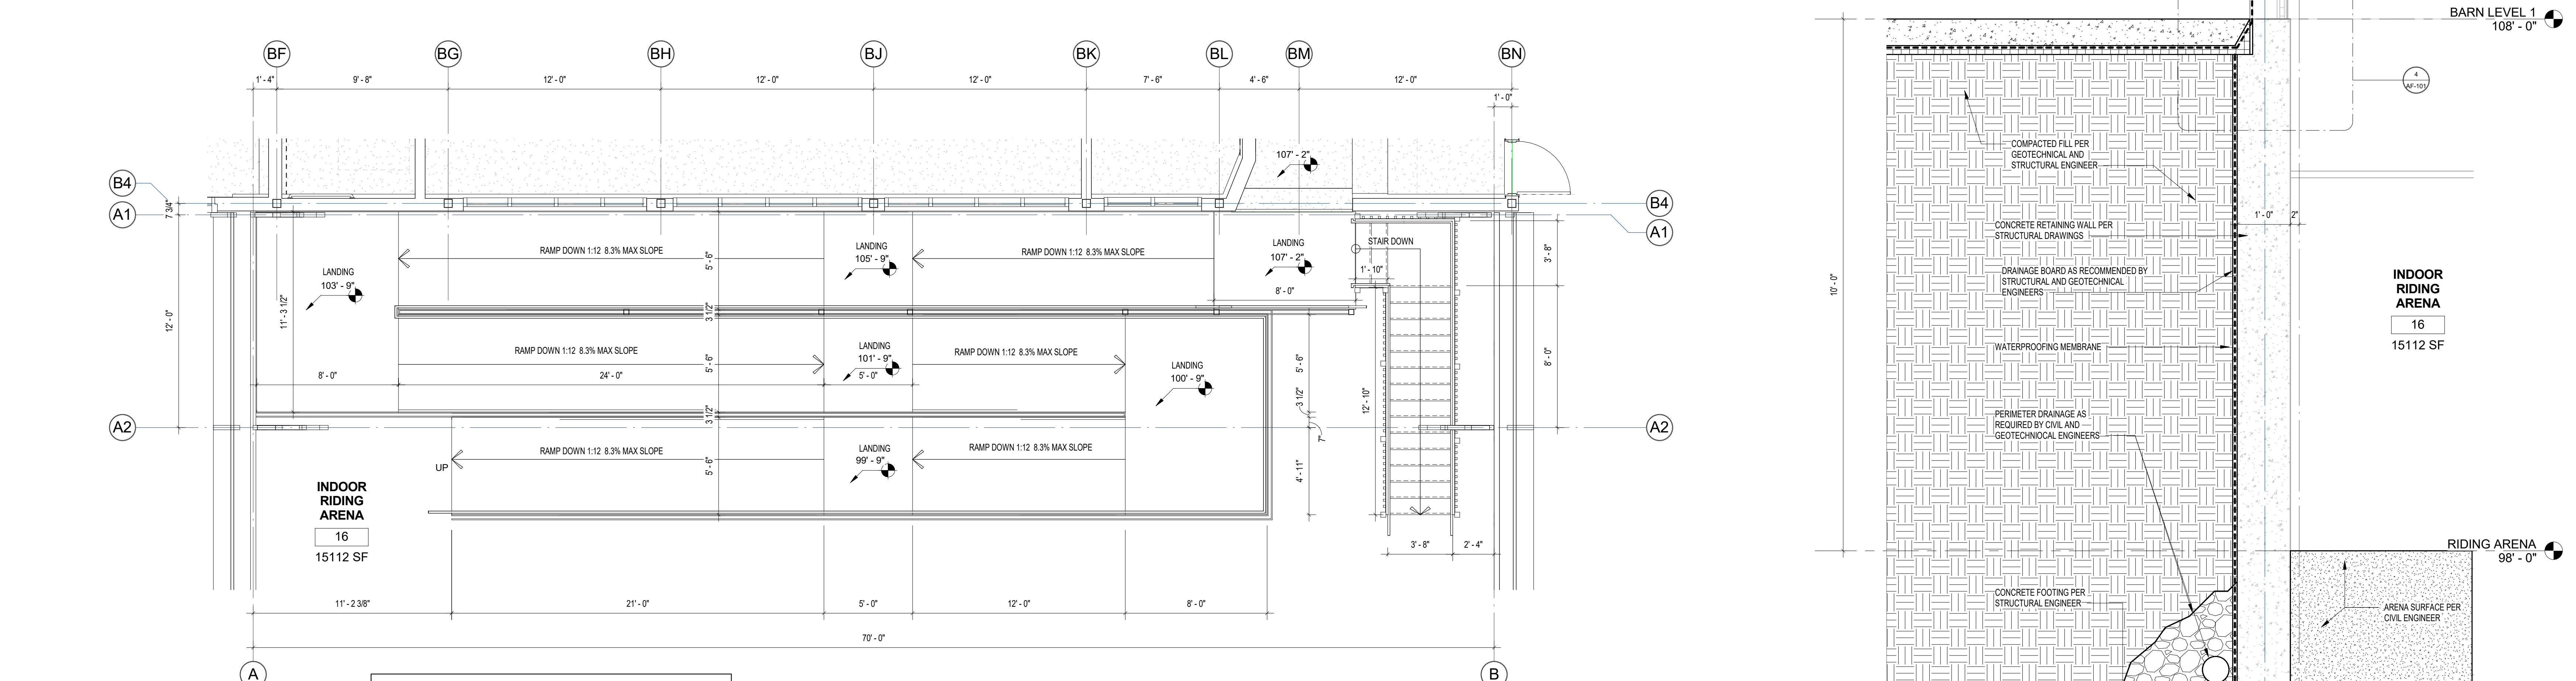 BF
BG
BH
BJ
BK
BL
BM
BN
1' - 4"
9' - 8"
12' - 0"
12' - 0"
12' - 0"
7' - 6"
4' - 6"
12' - 0"
1' - 0"
107' - 2"
B4
7 3/4"
A1
B4
A1
RAMP DOWN 1:12 8.3% MAX SLOPE
5' - 6"
LANDING
105' - 9"
RAMP DOWN 1:12 8.3% MAX SLOPE
LANDING
107' - 2"
STAIR DOWN
3' - 8"
1' - 10"
8' - 0"
LANDING
103' - 9"
11' - 3 1/2"
12' - 0"
3 1/2"
RAMP DOWN 1:12 8.3% MAX SLOPE
5' - 6"
LANDING
101' - 9"
RAMP DOWN 1:12 8.3% MAX SLOPE
8' - 0"
24' - 0"
5' - 0"
LANDING
100' - 9"
5' - 6"
8' - 0"
3 1/2"
12' - 10"
3 1/2"
A2
A2
7"
RAMP DOWN 1:12 8.3% MAX SLOPE
5' - 6"
LANDING
99' - 9"
RAMP DOWN 1:12 8.3% MAX SLOPE
UP
4' - 11"
INDOOR
RIDING
ARENA
16
15112 SF
3' - 8"
2' - 4"
11' - 2 3/8"
21' - 0"
5' - 0"
12' - 0"
8' - 0"
70' - 0"
A
B
BARN LEVEL 1
108' - 0"
4
AF-101
COMPACTED FILL PER
GEOTECHNICAL AND
STRUCTURAL ENGINEER
1' - 0"
2"
CONCRETE RETAINING WALL PER
STRUCTURAL DRAWINGS
10' - 0"
DRAINAGE BOARD AS RECOMMENDED BY
STRUCTURAL AND GEOTECHNICAL
ENGINEERS
INDOOR
RIDING
ARENA
16
15112 SF
WATERPROOFING MEMBRANE
PERIMETER DRAINAGE AS
REQUIRED BY CIVIL AND
GEOTECHNIOCAL ENGINEERS
RIDING ARENA
98' - 0"
CONCRETE FOOTING PER
STRUCTURAL ENGINEER
ARENA SURFACE PER
CIVIL ENGINEER